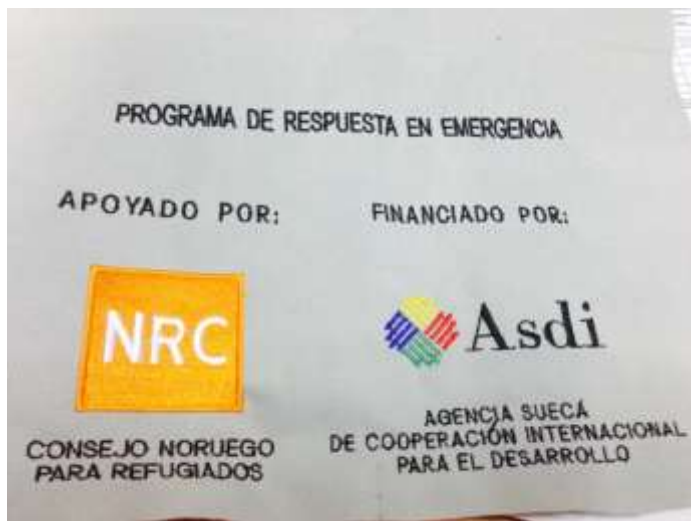 PROGRAMA DE RESPUESTA EN EMERGENCIA
APOYADO POR:
NRC
CONSEJO NORUEGO
PARA REFUGIADOS
FINANCIADO POR:
Asdi
AGENCIA SUECA
DE COOPERACIÓN INTERNACIONAL
PARA EL DESARROLLO